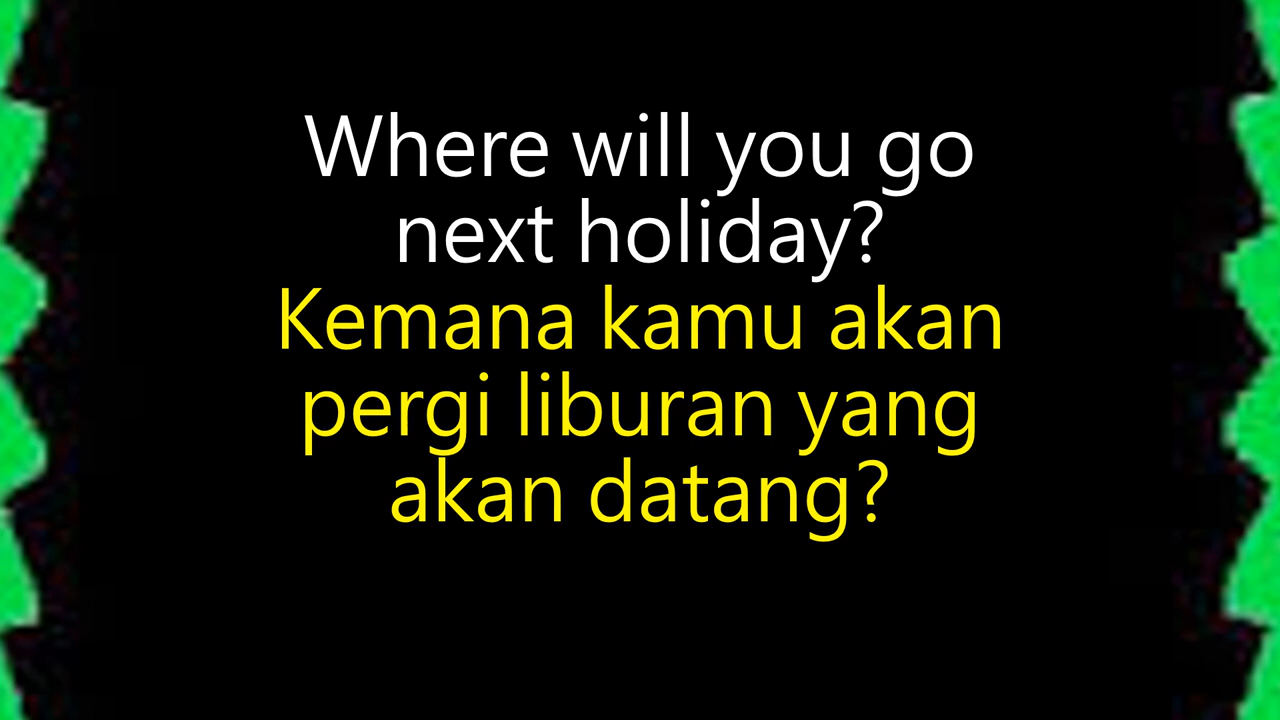 Where will you go
next holiday?
Kemana kamu akan
pergi liburan yang
akan datang?